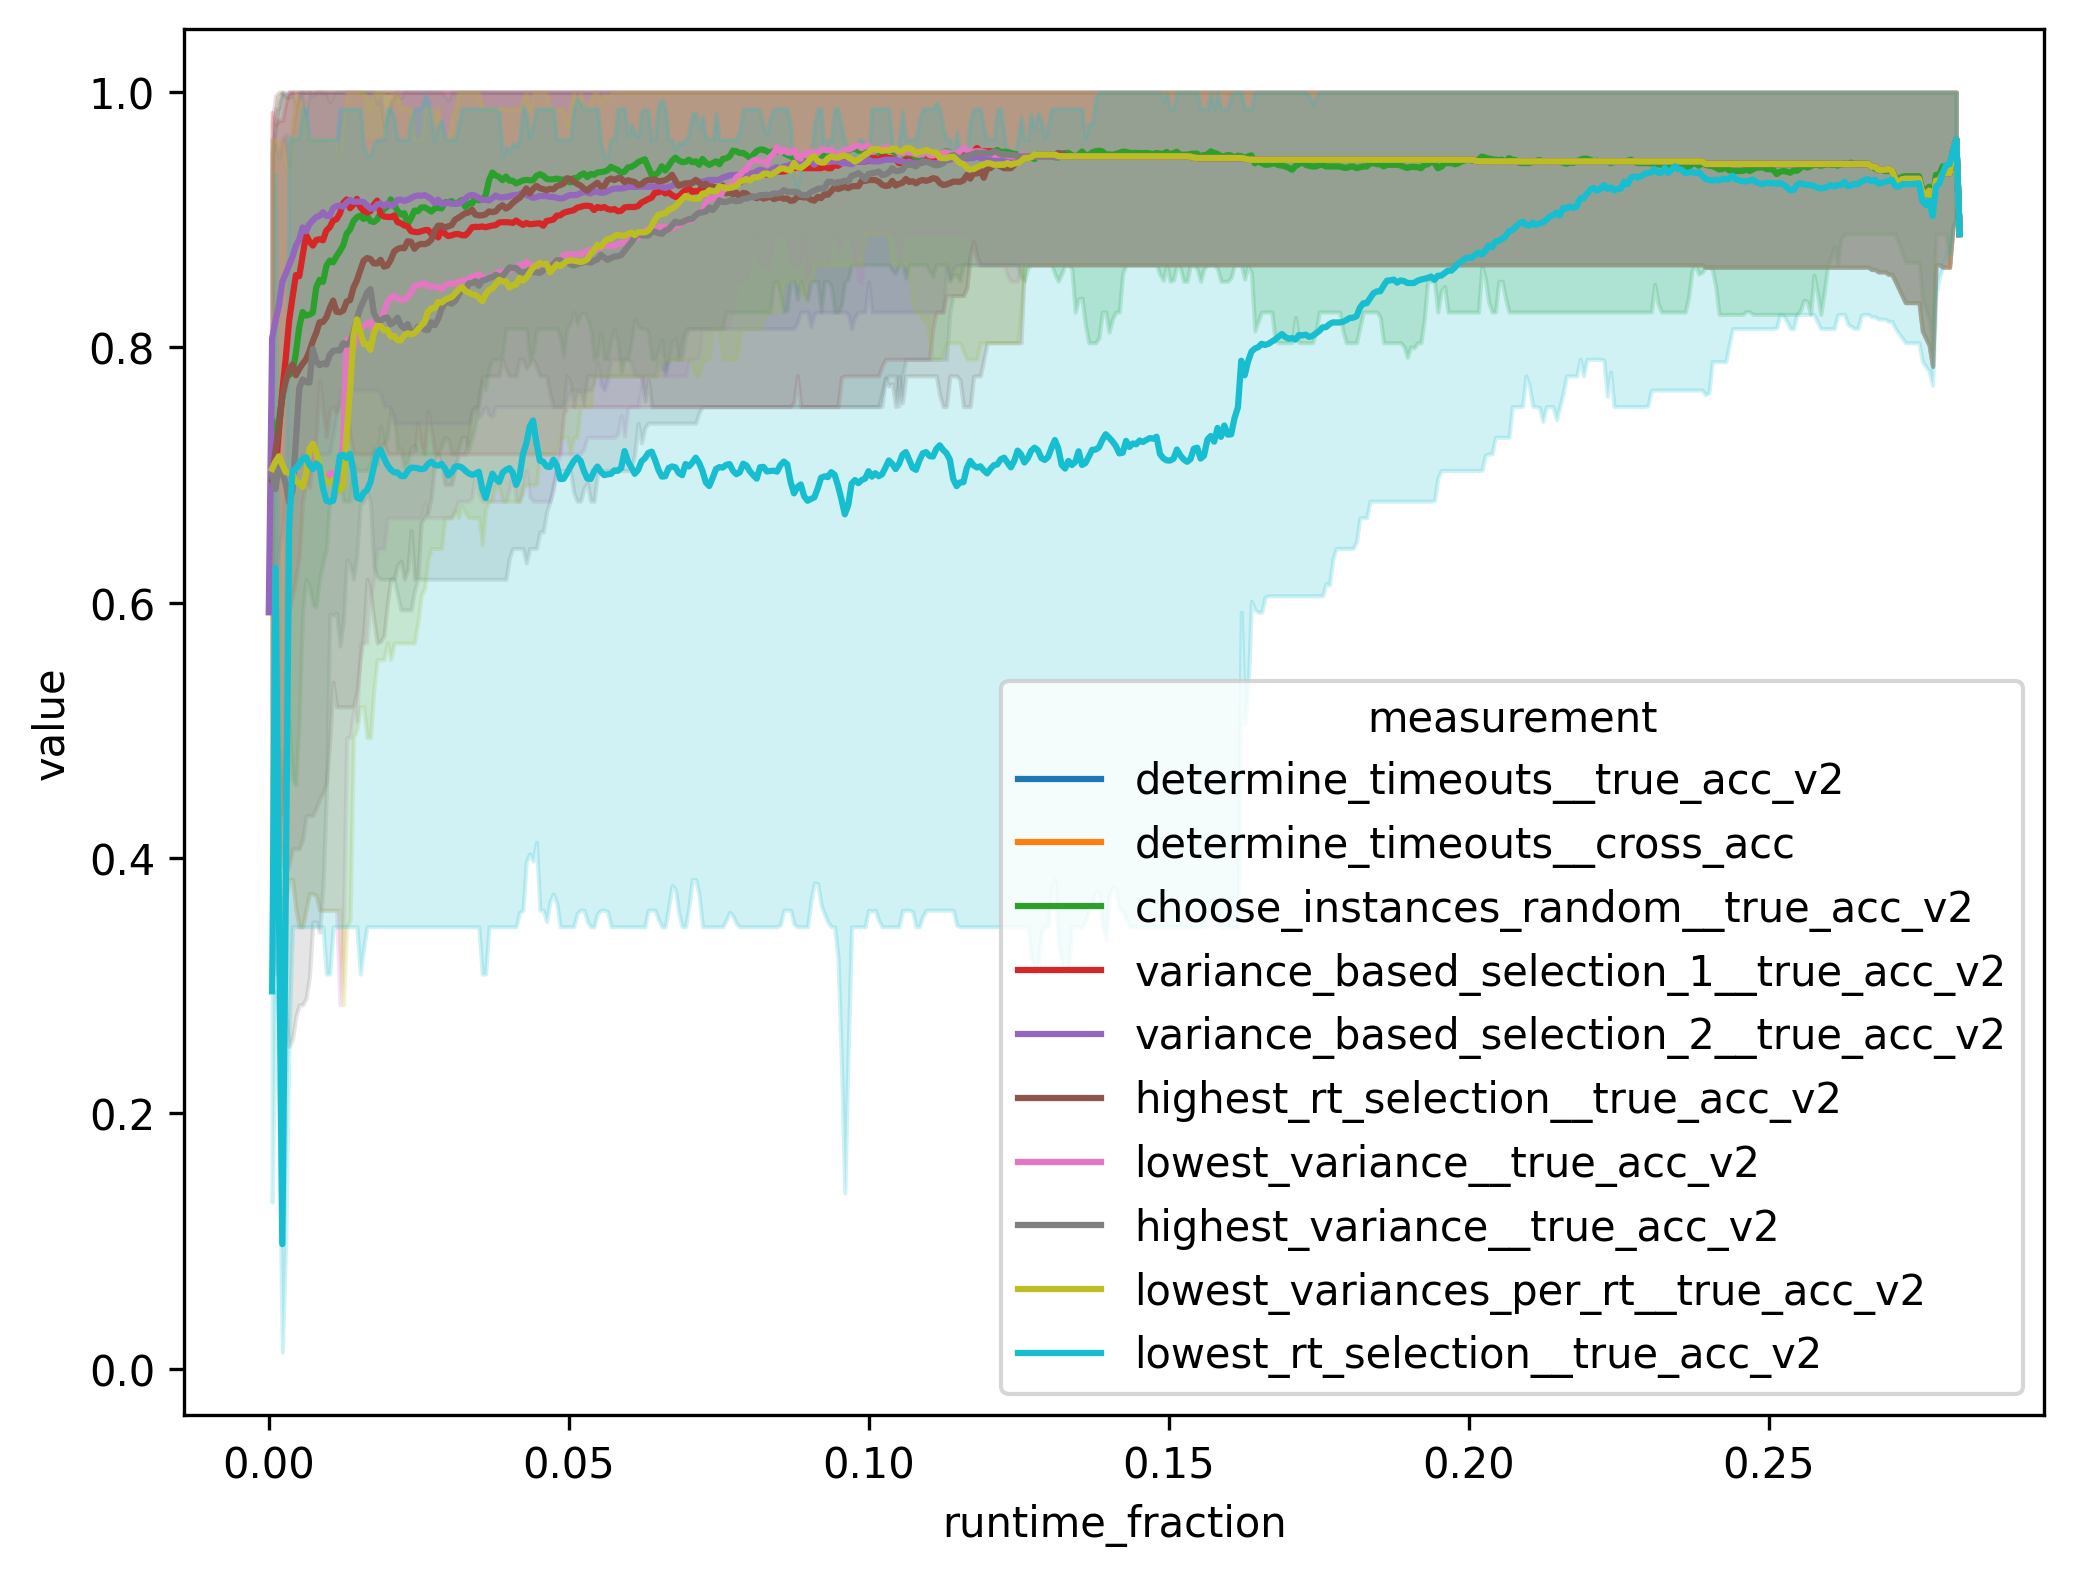 1.0
0.8
0.6
0.4
0.2
0.0
value
0.00 0.05 0.10 0.15 0.20 0.25
runtime_fraction
measurement
determine_timeouts__true_acc_v2
determine_timeouts__cross_acc
choose_instances_random__true_acc_v2
variance_based_selection_1__true_acc_v2
variance_based_selection_2__true_acc_v2
highest_rt_selection__true_acc_v2
lowest_variance__true_acc_v2
highest_variance__true_acc_v2
lowest_variances_per_rt__true_acc_v2
lowest_rt_selection__true_acc_v2